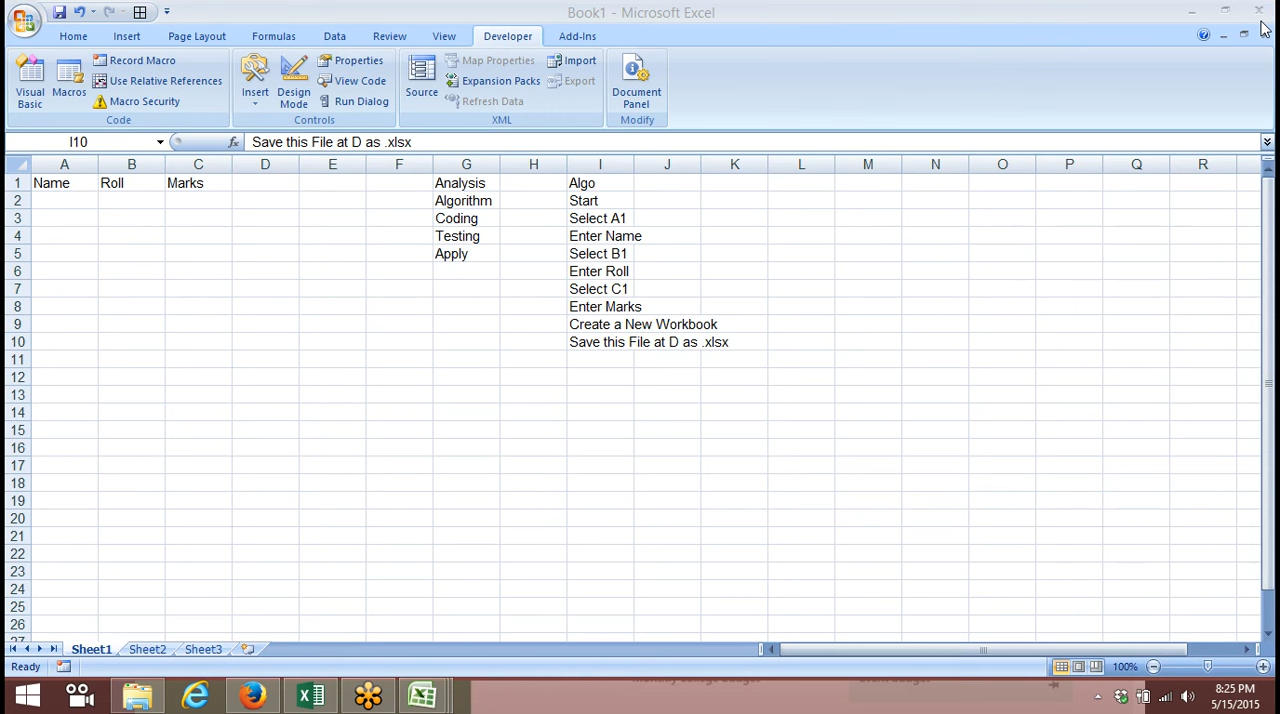 Book1 - Microsoft Excel
Home Insert Page Layout Formulas Data Review View Developer Add-Ins
Visual Basic
Macros
Record Macro
Use Relative References
Macro Security
Code
Insert
Design Mode
Properties
View Code
Run Dialog
Controls
Source
Map Properties
Expansion Packs
Refresh Data
Import
Export
XML
Document Panel
Modify
I10 fx Save this File at D as .xlsx
A B C D E F G H I J K L M N O P Q R
1 Name Roll Marks Analysis Algo
2 Algorithm Start
3 Coding Select A1
4 Testing Enter Name
5 Apply Select B1
6 Enter Roll
7 Select C1
8 Enter Marks
9 Create a New Workbook
10 Save this File at D as .xlsx
11
12
13
14
15
16
17
18
19
20
21
22
23
24
25
26
27
Sheet1 Sheet2 Sheet3
Ready 100%
8:25 PM
5/15/2015